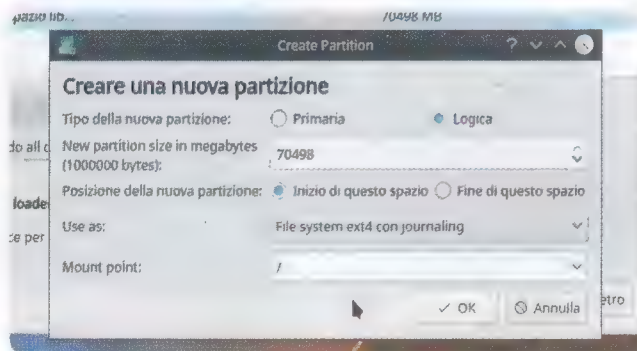 70498 MB
Create Partition
Creare una nuova partizione
Tipo della nuova partizione: Primaria Logica
New partition size in megabytes (1000000 bytes): 70498
Posizione della nuova partizione: Inizio di questo spazio Fine di questo spazio
Use as: File system ext4 con journaling
Mount point: /
OK Annulla